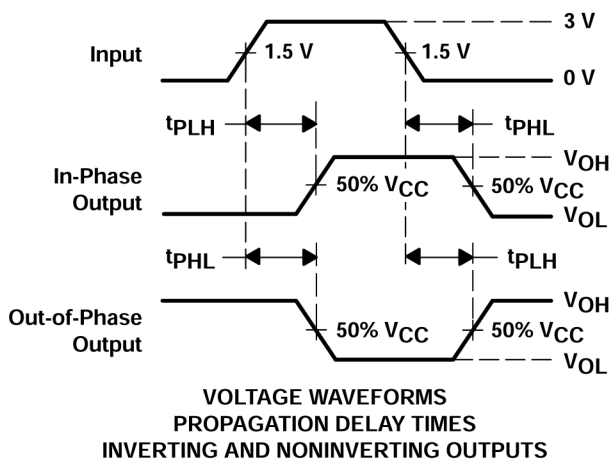 3 V
Input
1.5 V
1.5 V
0 V
tPLH
tPHL
VOH
In-Phase
Output
50% VCC
50% VCC
VOL
tPHL
tPLH
VOH
Out-of-Phase
Output
50% VCC
50% VCC
VOL
VOLTAGE WAVEFORMS
PROPAGATION DELAY TIMES
INVERTING AND NONINVERTING OUTPUTS